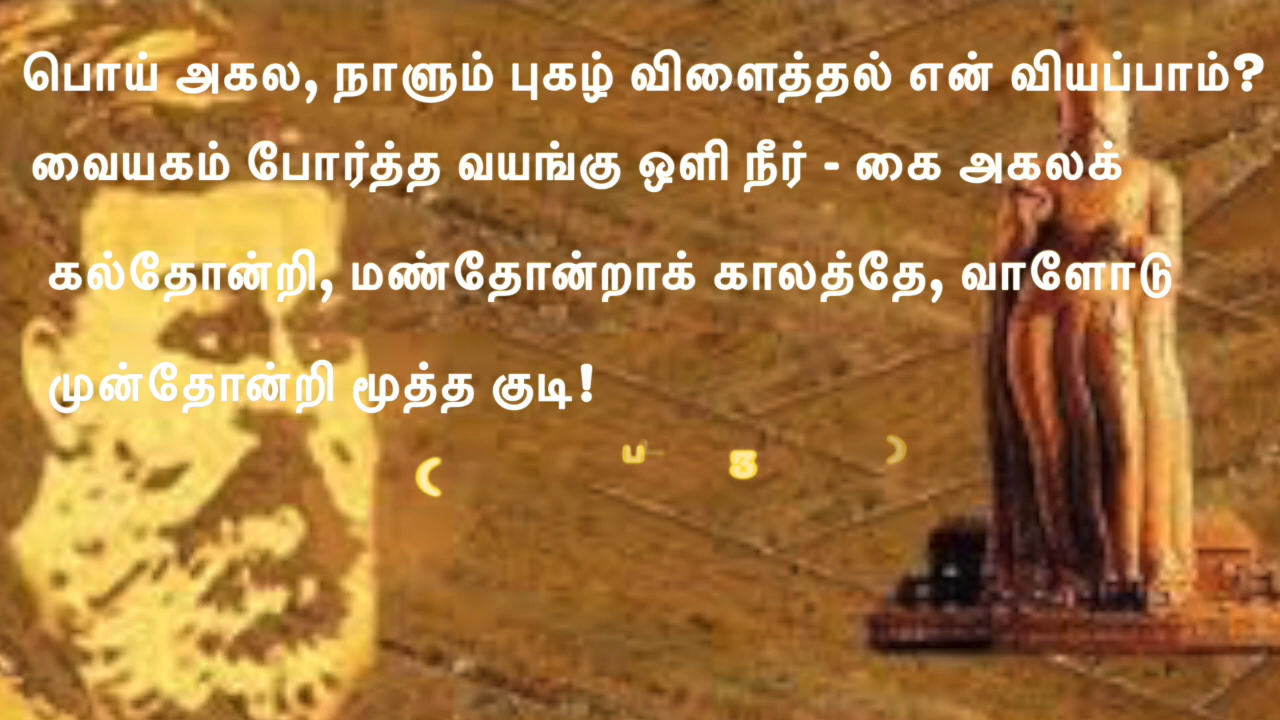 பொய் அகல, நாளும் புகழ் விளைத்தல் என் வியப்பாம்?
வையகம் போர்த்த வயங்கு ஒளி நீர் - கை அகலக்
கல்தோன்றி, மண்தோன்றாக் காலத்தே, வாளோடு
முன்தோன்றி மூத்த குடி!